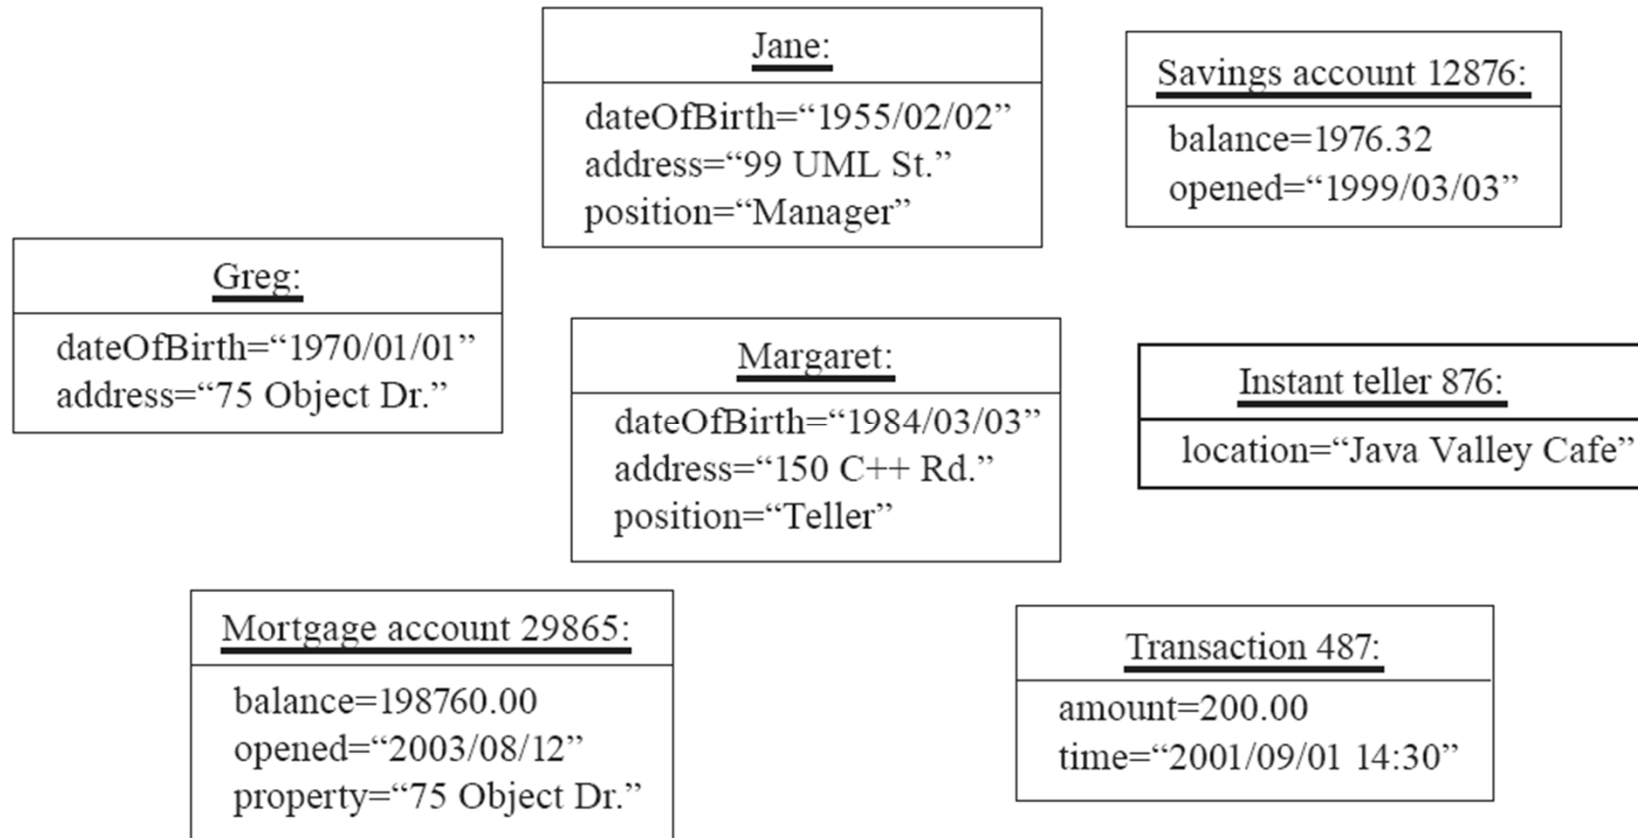 Jane:
dateOfBirth=“1955/02/02”
address=“99 UML St.”
position=“Manager”
Savings account 12876:
balance=1976.32
opened=“1999/03/03”
Greg:
dateOfBirth=“1970/01/01”
address=“75 Object Dr.”
Margaret:
dateOfBirth=“1984/03/03”
address=“150 C++ Rd.”
position=“Teller”
Instant teller 876:
location=“Java Valley Cafe”
Mortgage account 29865:
balance=198760.00
opened=“2003/08/12”
property=“75 Object Dr.”
Transaction 487:
amount=200.00
time=“2001/09/01 14:30”